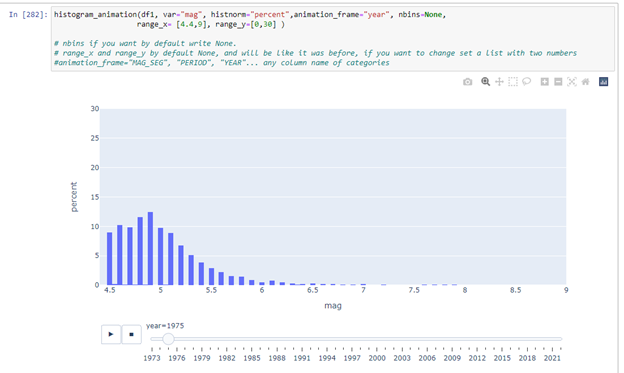 In [282]: histogram_animation(df1, var="mag", histnorm="percent",animation_frame="year", nbins=None,
range_x= [4.4,9], range_y=[0,30] )
# nbins if you want by default write None.
# range_x and range_y by default None, and will be like it was before, if you want to change set a list with two numbers
#animation_frame="MAG_SEG", "PERIOD", "YEAR"... any column name of categories
30
25
20
15
10
5
0
percent
4.5 5 5.5 6 6.5 7 7.5 8 8.5 9
mag
year=1975
1973 1976 1979 1982 1985 1988 1991 1994 1997 2000 2003 2006 2009 2012 2015 2018 2021